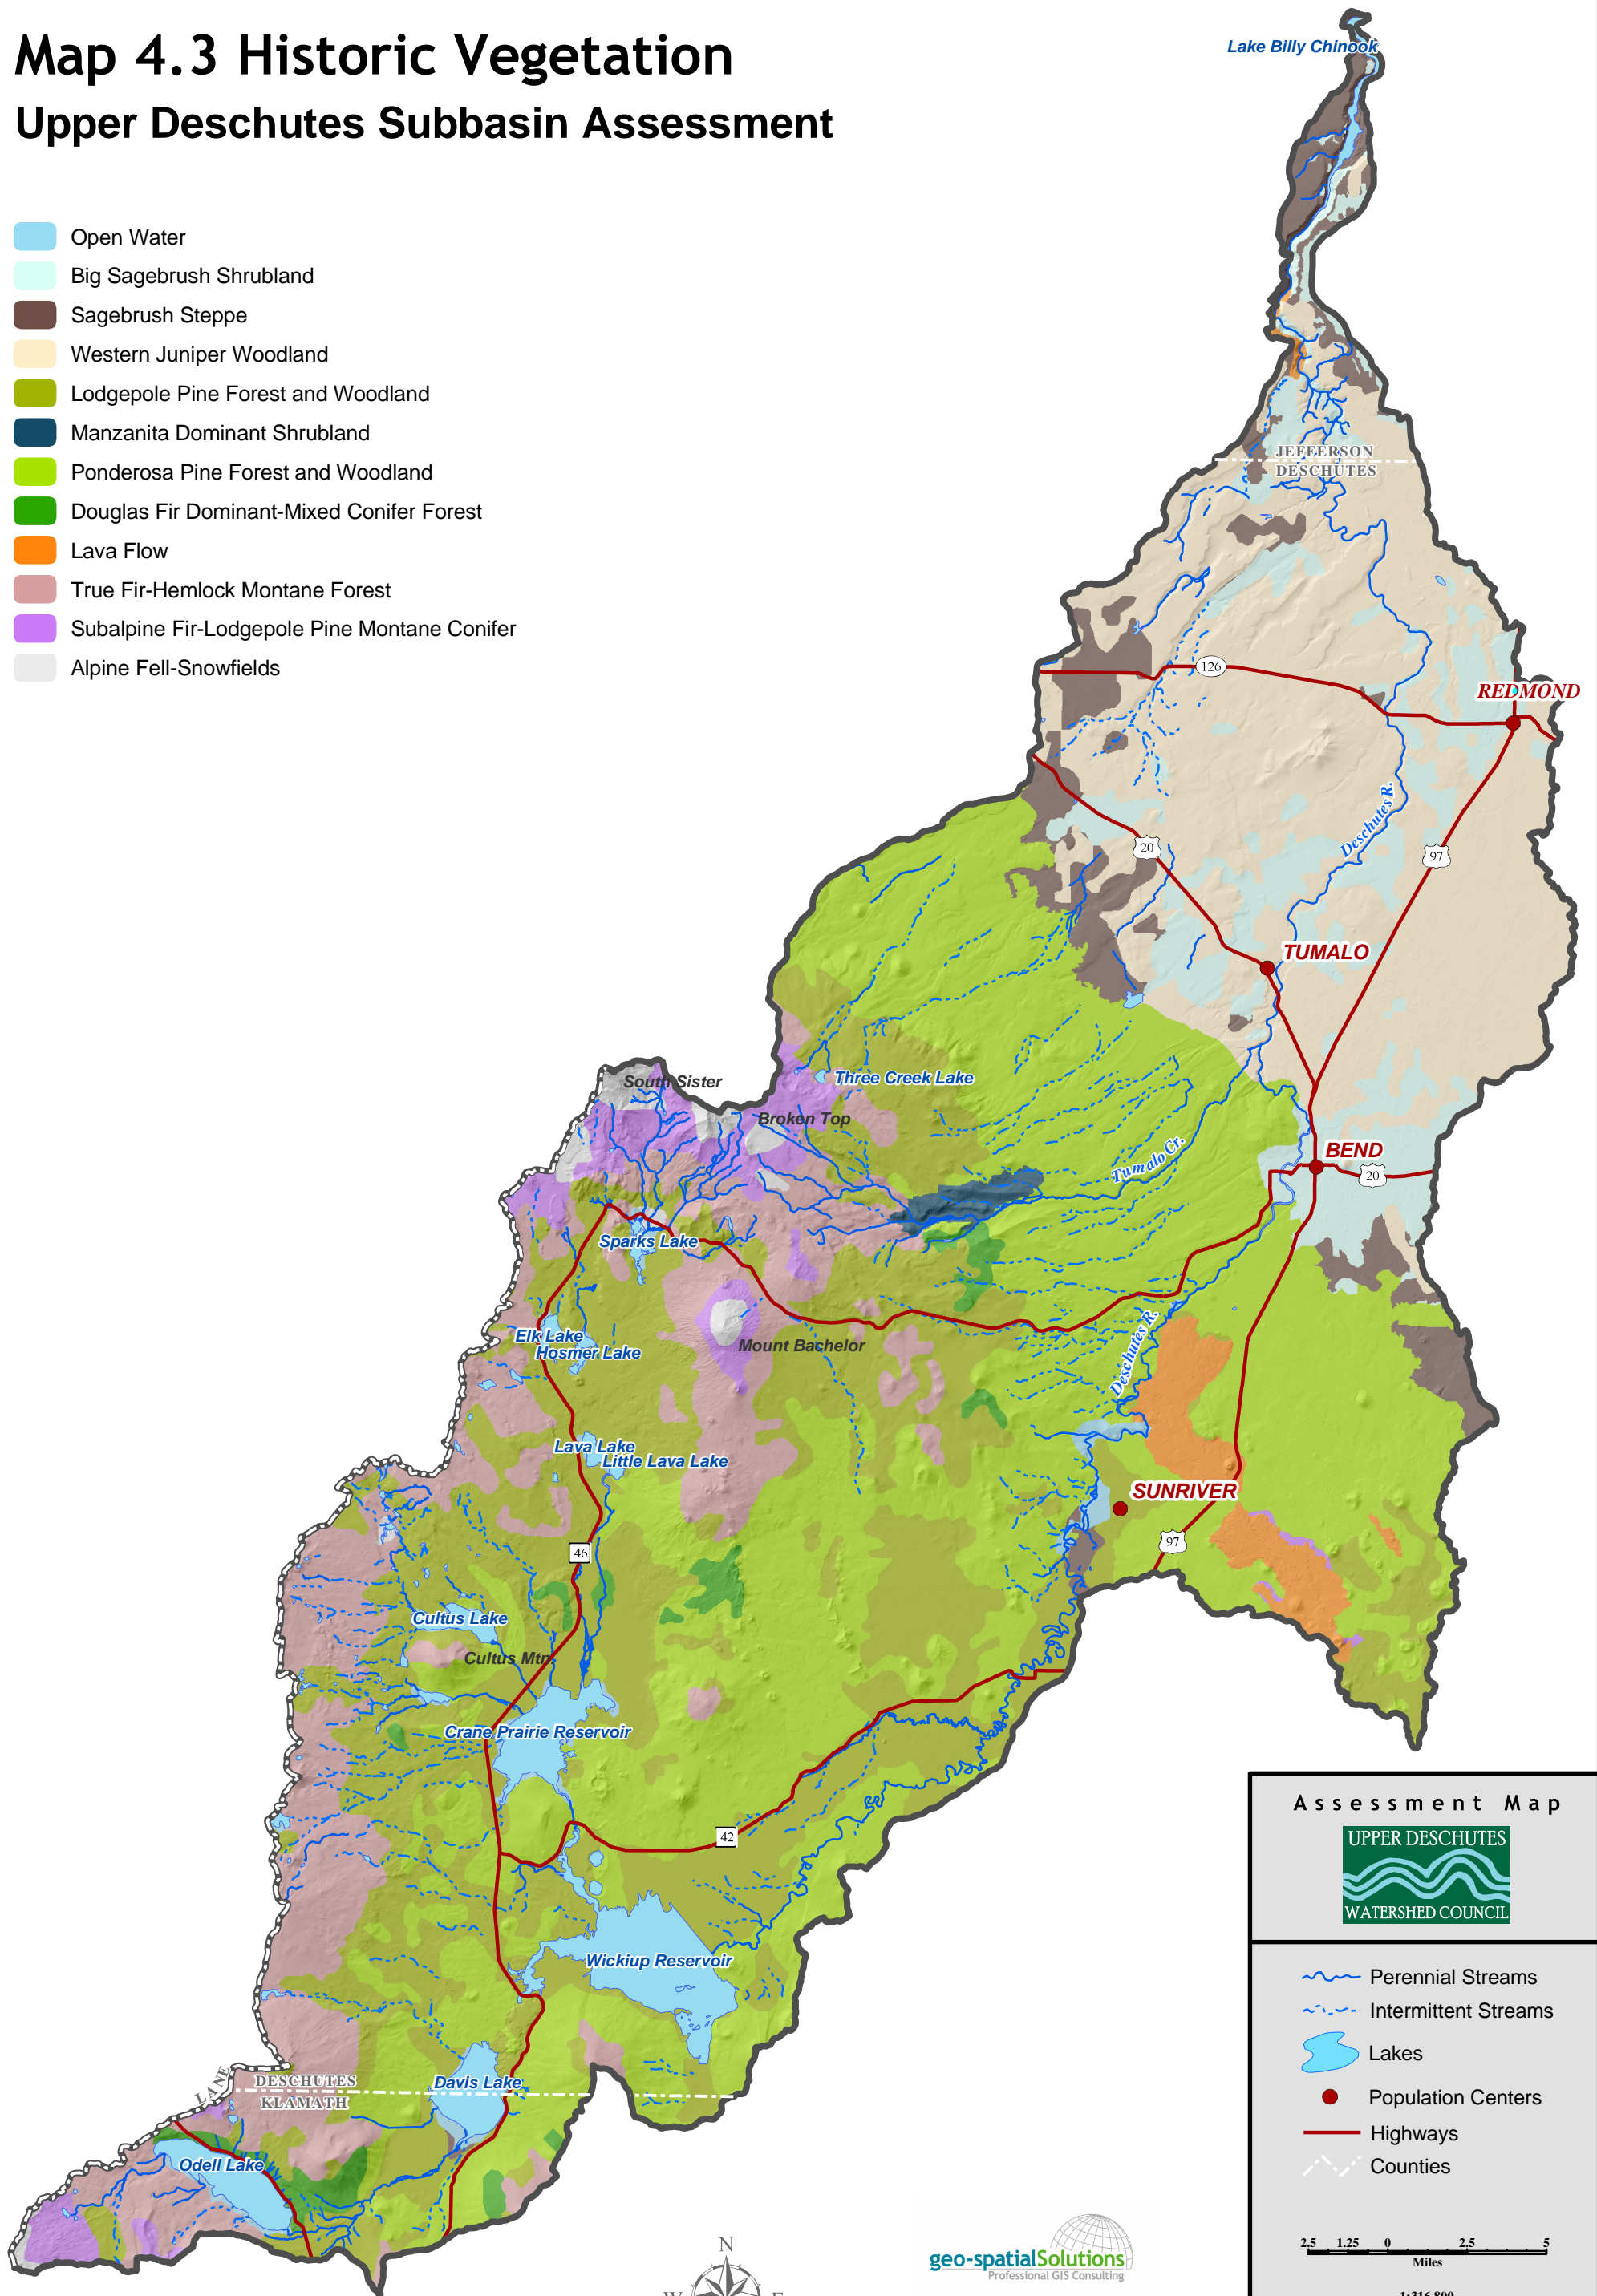 Map 4.3 Historic Vegetation
Upper Deschutes Subbasin Assessment
Open Water
Big Sagebrush Shrubland
Sagebrush Steppe
Western Juniper Woodland
Lodgepole Pine Forest and Woodland
Manzanita Dominant Shrubland
Ponderosa Pine Forest and Woodland
Douglas Fir Dominant-Mixed Conifer Forest
Lava Flow
True Fir-Hemlock Montane Forest
Subalpine Fir-Lodgepole Pine Montane Conifer
Alpine Fell-Snowfields
Lake Billy Chinook
JEFFERSON
DESCHUTES
126
REDMOND
Deschutes R.
20
97
TUMALO
South Sister
Three Creek Lake
Broken Top
Tumalo Cr.
BEND
20
Sparks Lake
Elk Lake
Hosmer Lake
Mount Bachelor
Deschutes R.
Lava Lake
Little Lava Lake
SUNRIVER
97
46
Cultus Lake
Cultus Mtn.
Crane Prairie Reservoir
42
Wickiup Reservoir
LANE
DESCHUTES
KLAMATH
Davis Lake
Odell Lake
Assessment Map
UPPER DESCHUTES
WATERSHED COUNCIL
Perennial Streams
Intermittent Streams
Lakes
Population Centers
Highways
Counties
2.5 1.25 0 2.5 5
Miles
1:316,800
N
W E
geo-spatialSolutions
Professional GIS Consulting